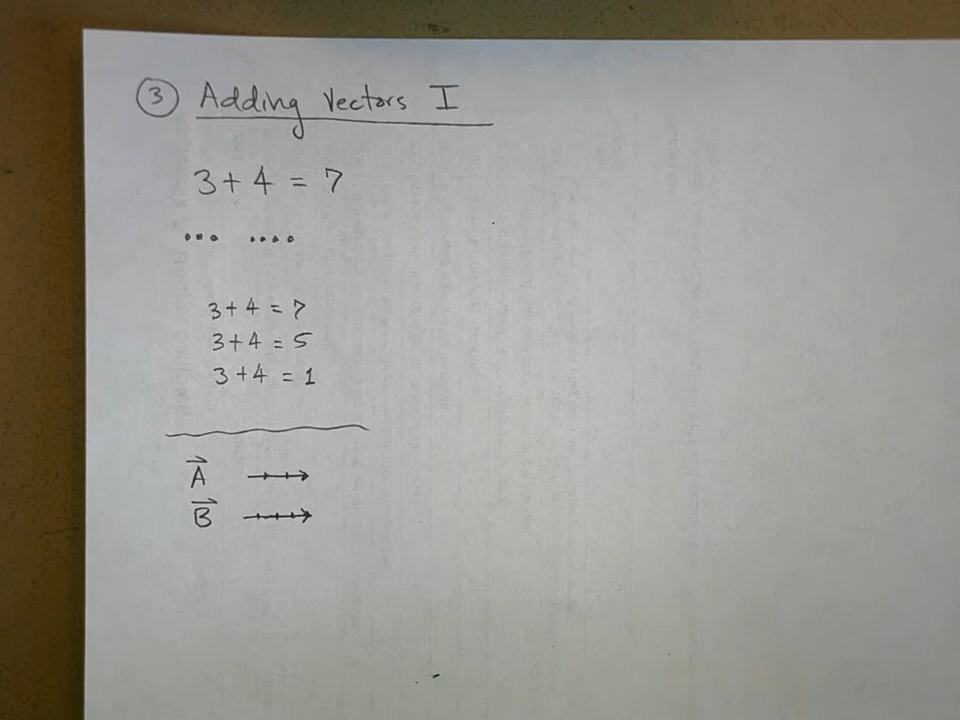 ③ Adding Vectors I
3 + 4 = 7
3 + 4 = 7
3 + 4 = 5
3 + 4 = 1
A⃗
B⃗